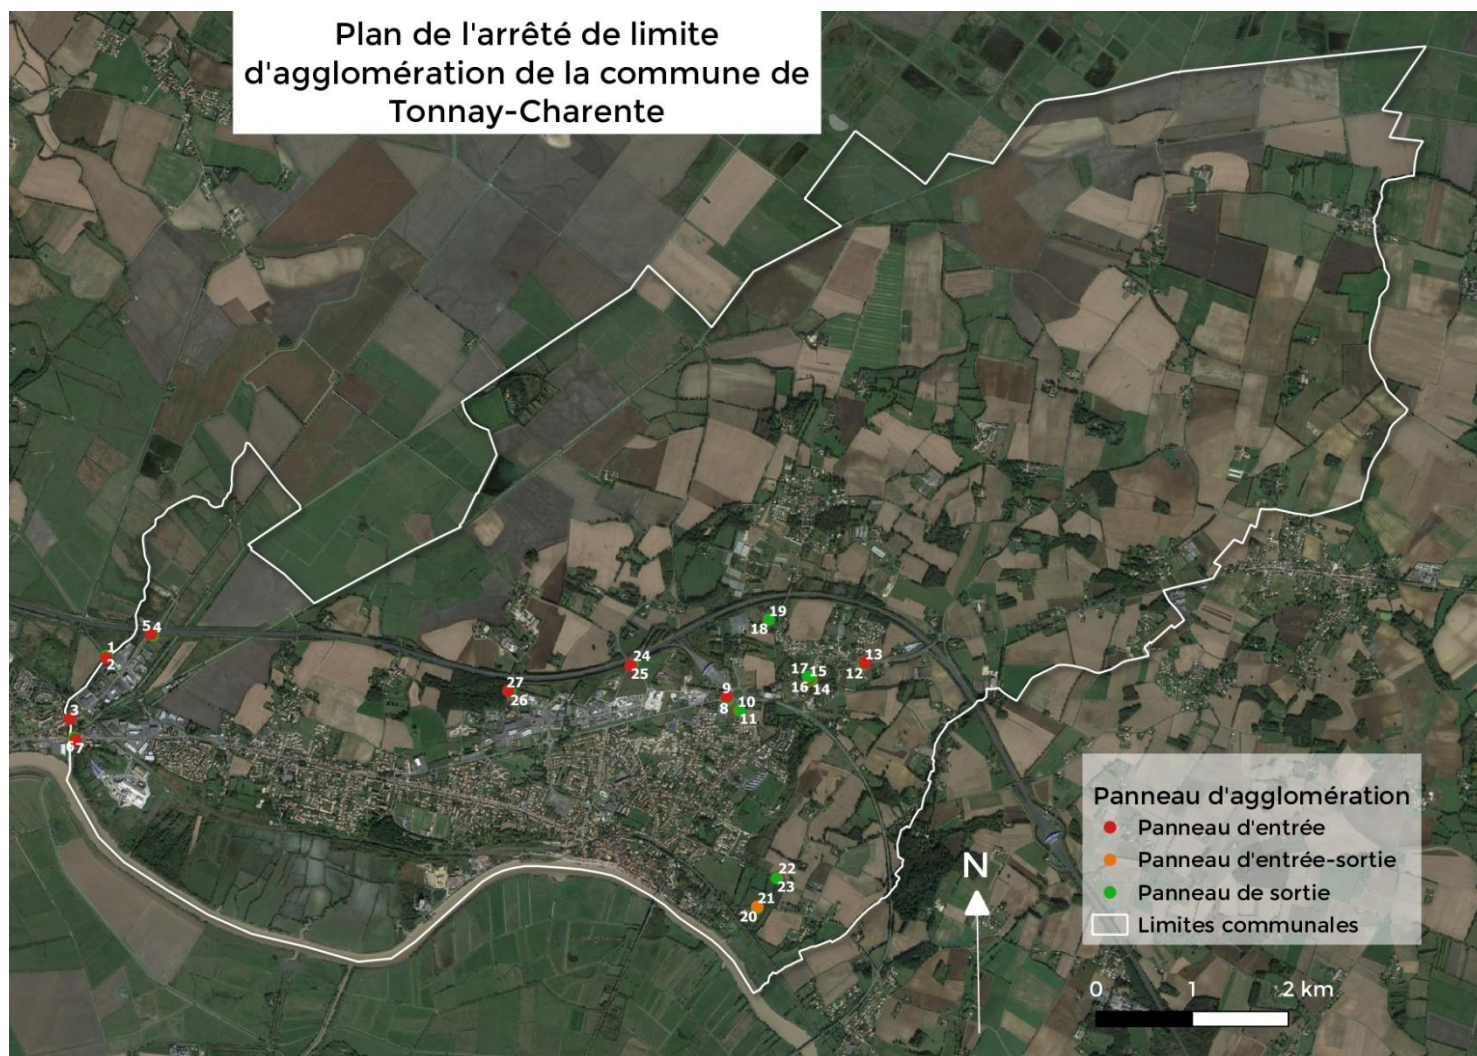 Plan de l'arrêté de limite
d'agglomération de la commune de
Tonnay-Charente
19
18
5 4
1
2
24
25
13
12
17 15
16 14
27
26
9
8
10
11
3
6 7
22
23
21
20
Panneau d'agglomération
Panneau d'entrée
Panneau d'entrée-sortie
Panneau de sortie
Limites communales
N
0 1 2 km